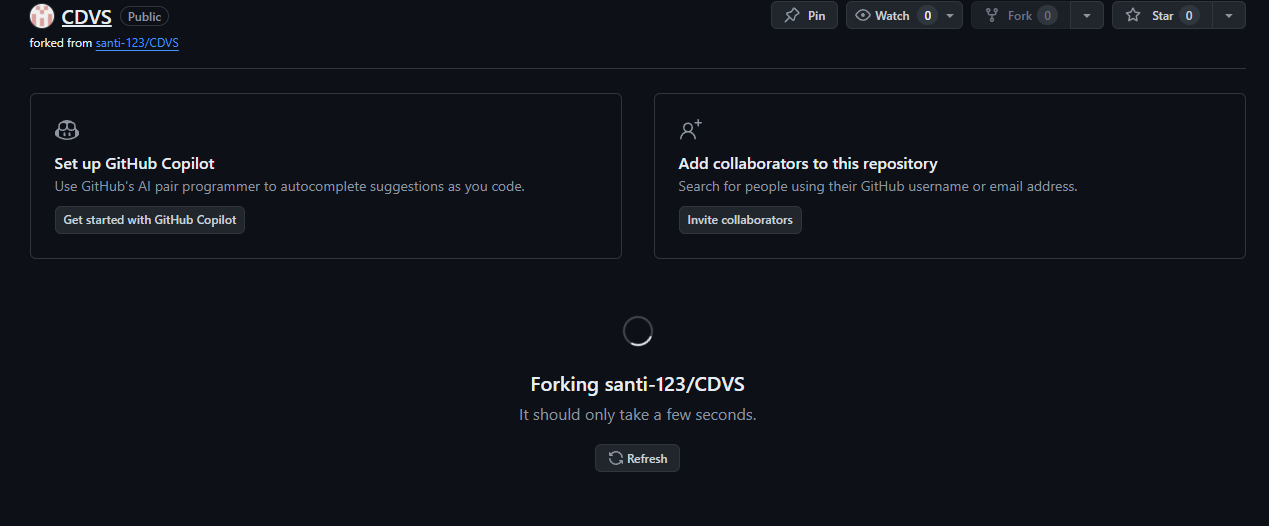 CDVS Public Pin Watch 0 Fork 0 Star 0
forked from santi-123/CDVS
Set up GitHub Copilot
Use GitHub's AI pair programmer to autocomplete suggestions as you code.
Get started with GitHub Copilot
Add collaborators to this repository
Search for people using their GitHub username or email address.
Invite collaborators
Forking santi-123/CDVS
It should only take a few seconds.
Refresh